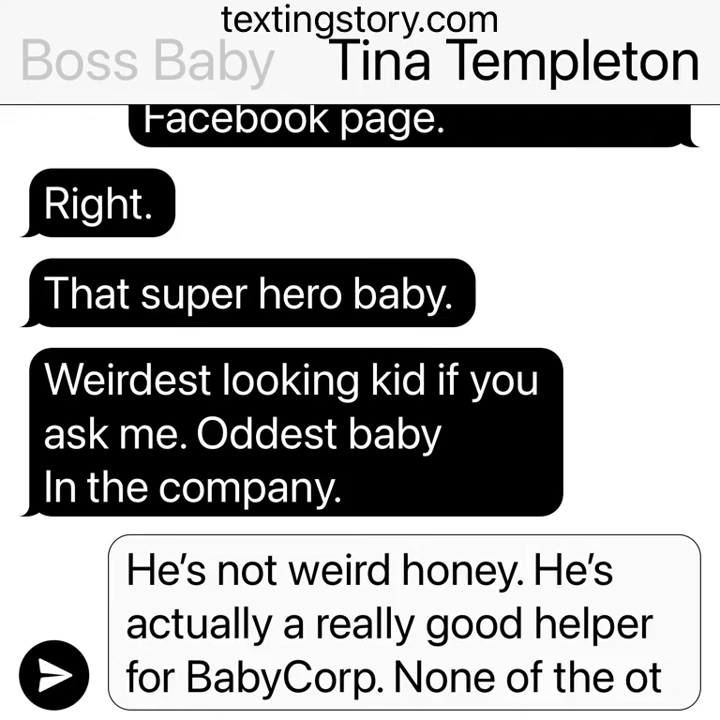 textingstory.com
Boss Baby Tina Templeton
Facebook page.
Right.
That super hero baby.
Weirdest looking kid if you
ask me. Oddest baby
In the company.
He’s not weird honey. He’s
actually a really good helper
for BabyCorp. None of the ot